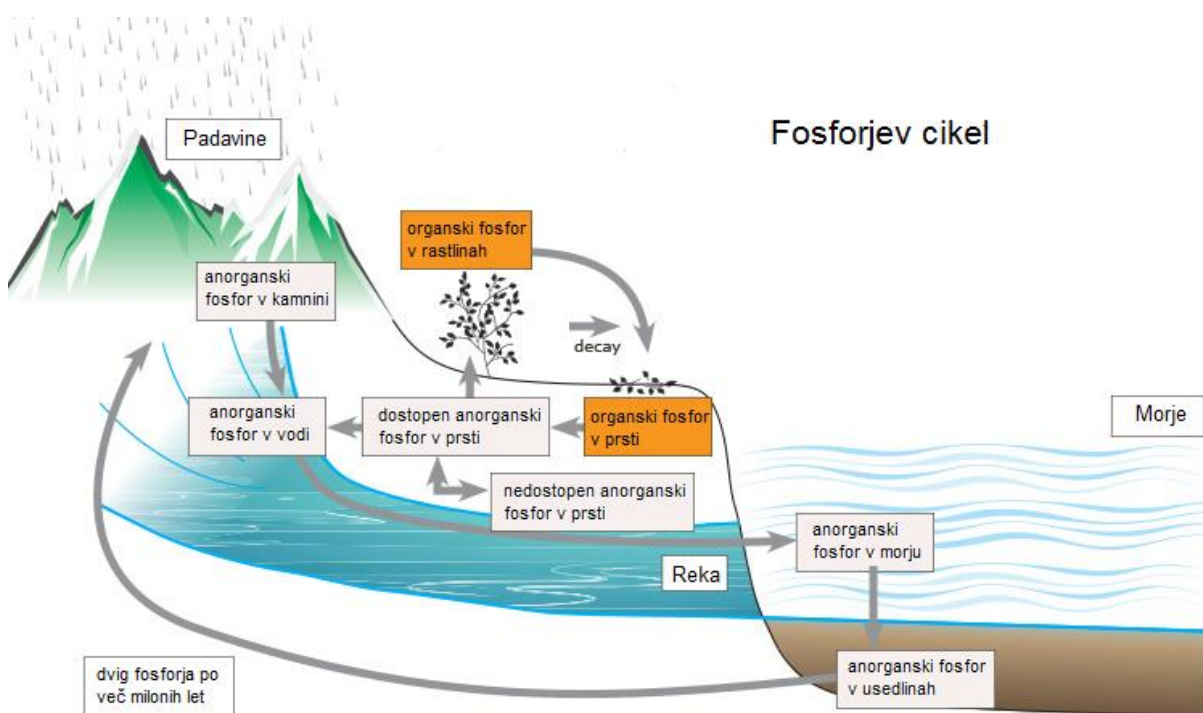 Fosforjev cikel
Padavine
organski fosfor
v rastlinah
anorganski
fosfor v kamnini
decay
anorganski
fosfor v vodi
dostopen anorganski
fosfor v prsti
organski fosfor
v prsti
Morje
nedostopen anorganski
fosfor v prsti
anorganski
fosfor v morju
Reka
dvig fosforja po
več milonih let
anorganski fosfor
v usedlinah